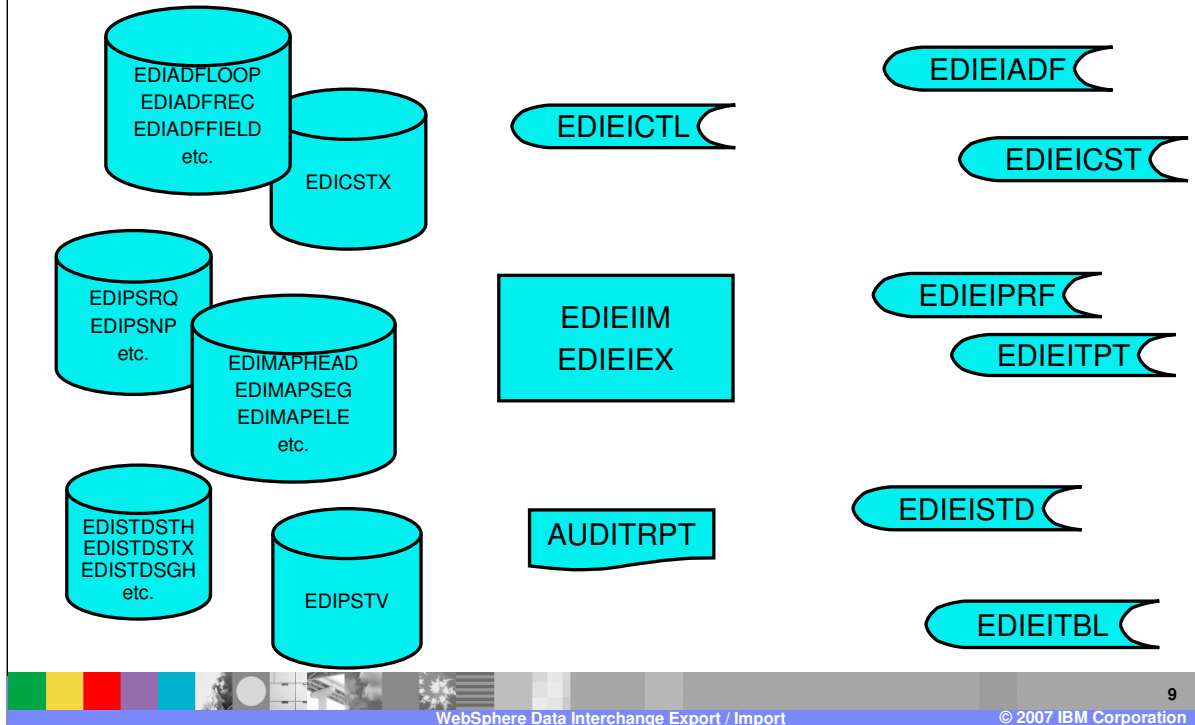 EDIADFLOOP
EDIADFREC
EDIADFFIELD
etc.
EDICSTX
EDIEICTL
EDIEIADF
EDIEICST
EDIPSRQ
EDIPSNP
etc.
EDIMAPHEAD
EDIMAPSEG
EDIMAPELE
etc.
EDIEIIM
EDIEIEX
EDIEIPRF
EDIEITPT
EDISTDSTH
EDISTDSTX
EDISTDSGH
etc.
EDIPSTV
AUDITRPT
EDIEISTD
EDIEITBL
9
WebSphere Data Interchange Export / Import
© 2007 IBM Corporation